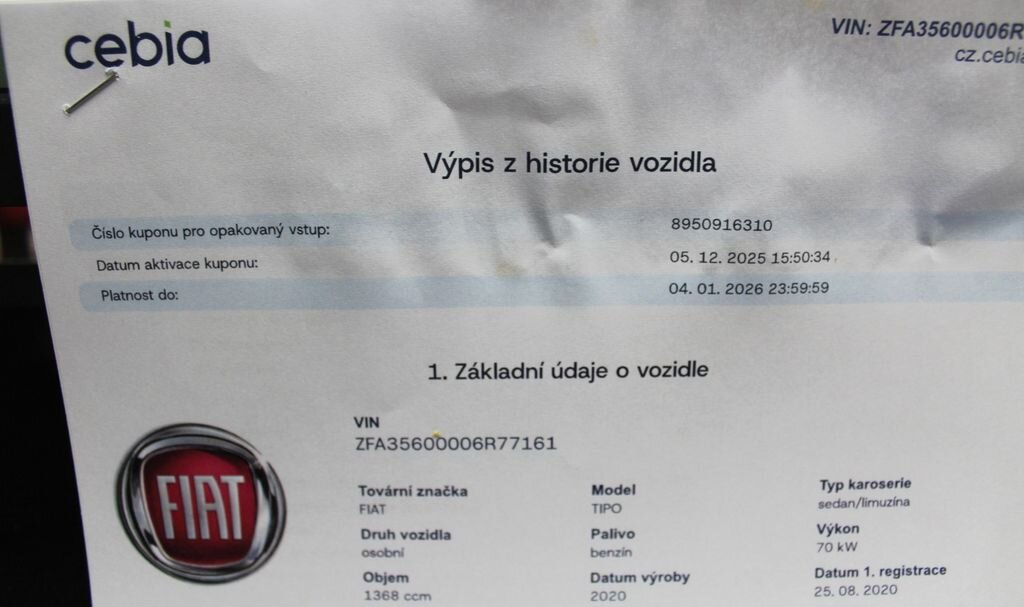 cebia
VIN: ZFA35600006R
cz.cebia
Výpis z historie vozidla
Číslo kuponu pro opakovaný vstup: 8950916310
Datum aktivace kuponu: 05. 12. 2025 15:50:34
Platnost do: 04. 01. 2026 23:59:59
1. Základní údaje o vozidle
FIAT
VIN
ZFA35600006R77161
Tovární značka Model Typ karoserie
FIAT TIPO sedan/limuzína
Druh vozidla Palivo Výkon
osobní benzín 70 kW
Objem Datum výroby Datum 1. registrace
1368 ccm 2020 25. 08. 2020